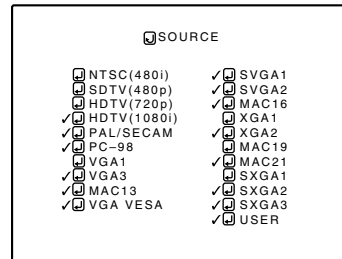 SOURCE
NTSC(480i)
SDTV(480p)
HDTV(720p)
✓ HDTV(1080i)
✓ PAL/SECAM
✓ PC–98
VGA1
✓ VGA3
✓ MAC13
✓ VGA VESA
✓ SVGA1
✓ SVGA2
✓ MAC16
XGA1
✓ XGA2
MAC19
✓ MAC21
SXGA1
✓ SXGA2
✓ SXGA3
✓ USER